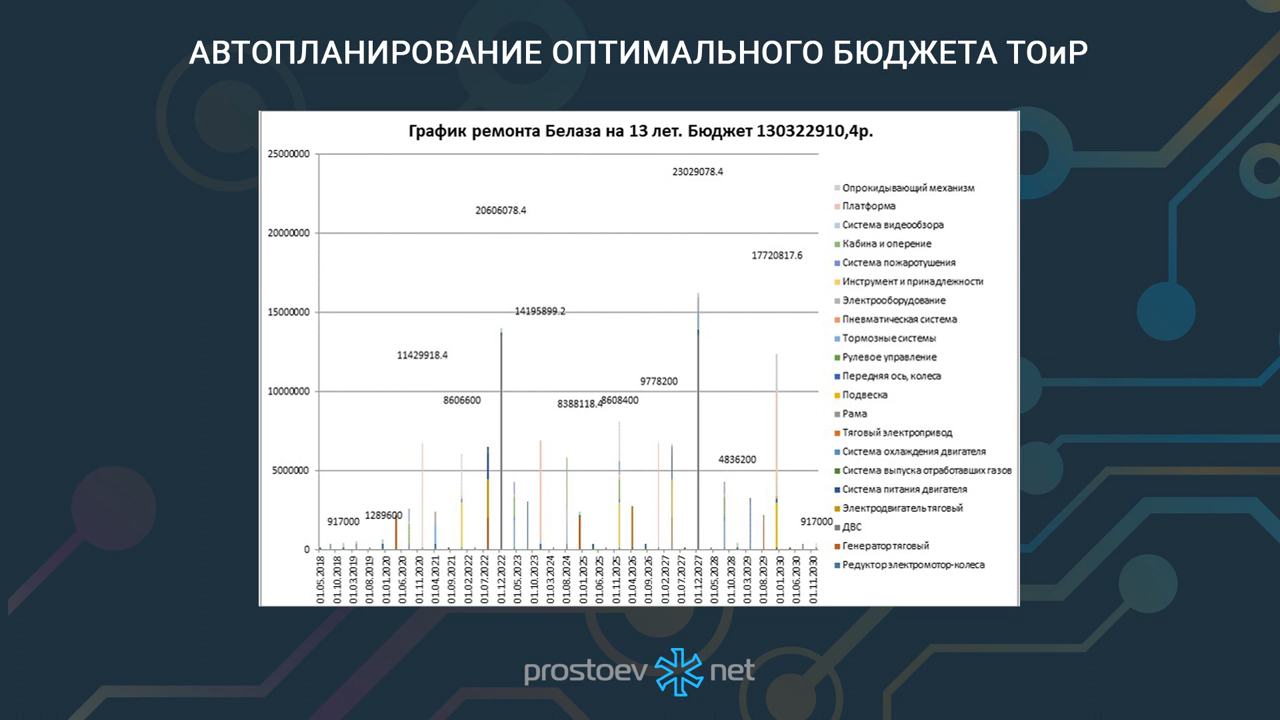 АВТОПЛАНИРОВАНИЕ ОПТИМАЛЬНОГО БЮДЖЕТА ТОиР
График ремонта Белаза на 13 лет. Бюджет 130322910,4р.
25000000
20000000
15000000
10000000
5000000
0
917000
1289600
11429918.4
8606600
20606078.4
14195899.2
8388118.4
8608400
9778200
23029078.4
4836200
17720817.6
917000
01.05.2018
01.10.2018
01.03.2019
01.08.2019
01.01.2020
01.06.2020
01.11.2020
01.04.2021
01.09.2021
01.02.2022
01.07.2022
01.12.2022
01.05.2023
01.10.2023
01.03.2024
01.08.2024
01.01.2025
01.06.2025
01.11.2025
01.04.2026
01.09.2026
01.02.2027
01.07.2027
01.12.2027
01.05.2028
01.10.2028
01.03.2029
01.08.2029
01.01.2030
01.06.2030
01.11.2030
Опрокидывающий механизм
Платформа
Система видеообзора
Кабина и оперение
Система пожаротушения
Инструмент и принадлежности
Электрооборудование
Пневматическая система
Тормозные системы
Рулевое управление
Передняя ось, колеса
Подвеска
Рама
Тяговый электропривод
Система охлаждения двигателя
Система выпуска отработавших газов
Система питания двигателя
Электродвигатель тяговый
ДВС
Генератор тяговый
Редуктор электромотор-колеса
prostoev net